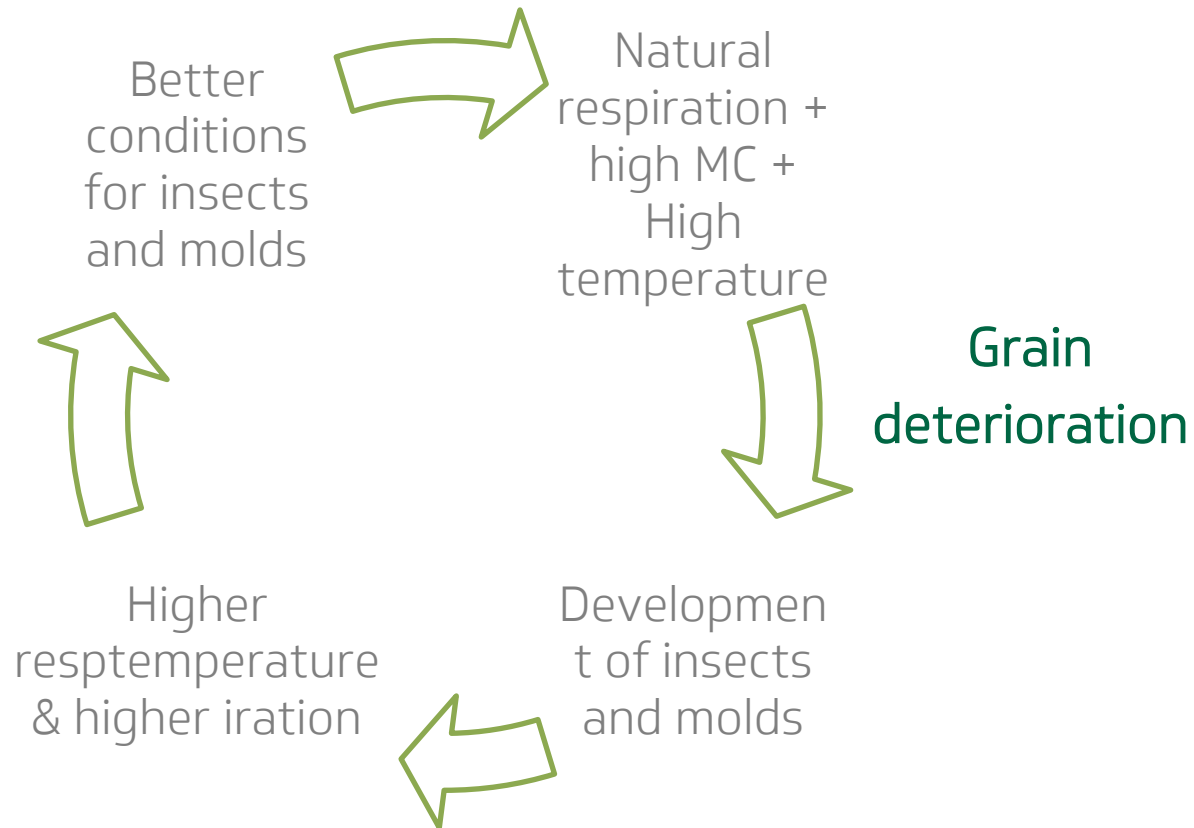 Better
conditions
for insects
and molds
Natural
respiration +
high MC +
High
temperature
Grain
deterioration
Developmen
t of insects
and molds
Higher
resptemperature
& higher iration